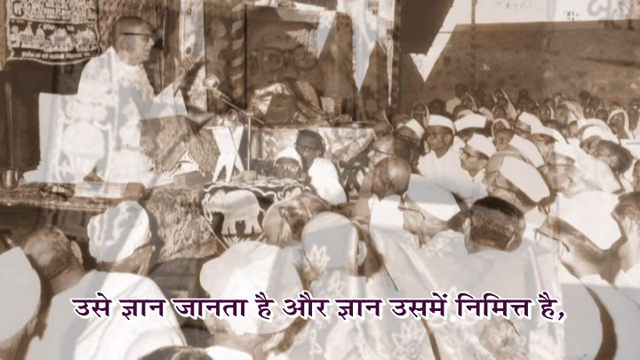 उसे ज्ञान जानता है और ज्ञान उसमें निमित्त है,